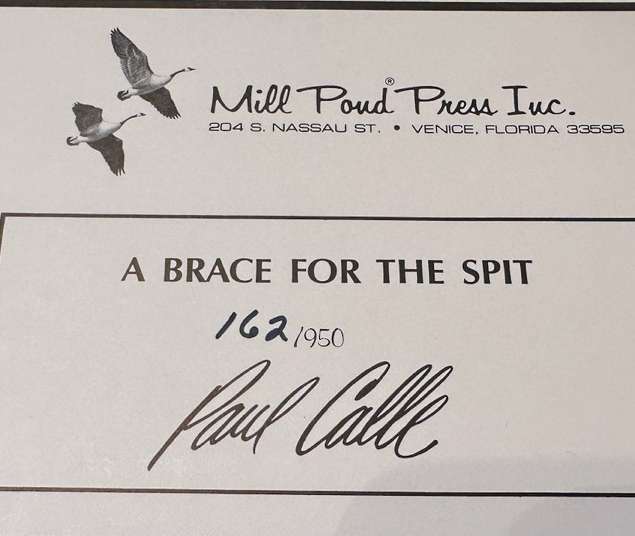 Mill Pond Press Inc.®
204 S. NASSAU ST. • VENICE, FLORIDA 33595
A BRACE FOR THE SPIT
162/950
Paul Calle